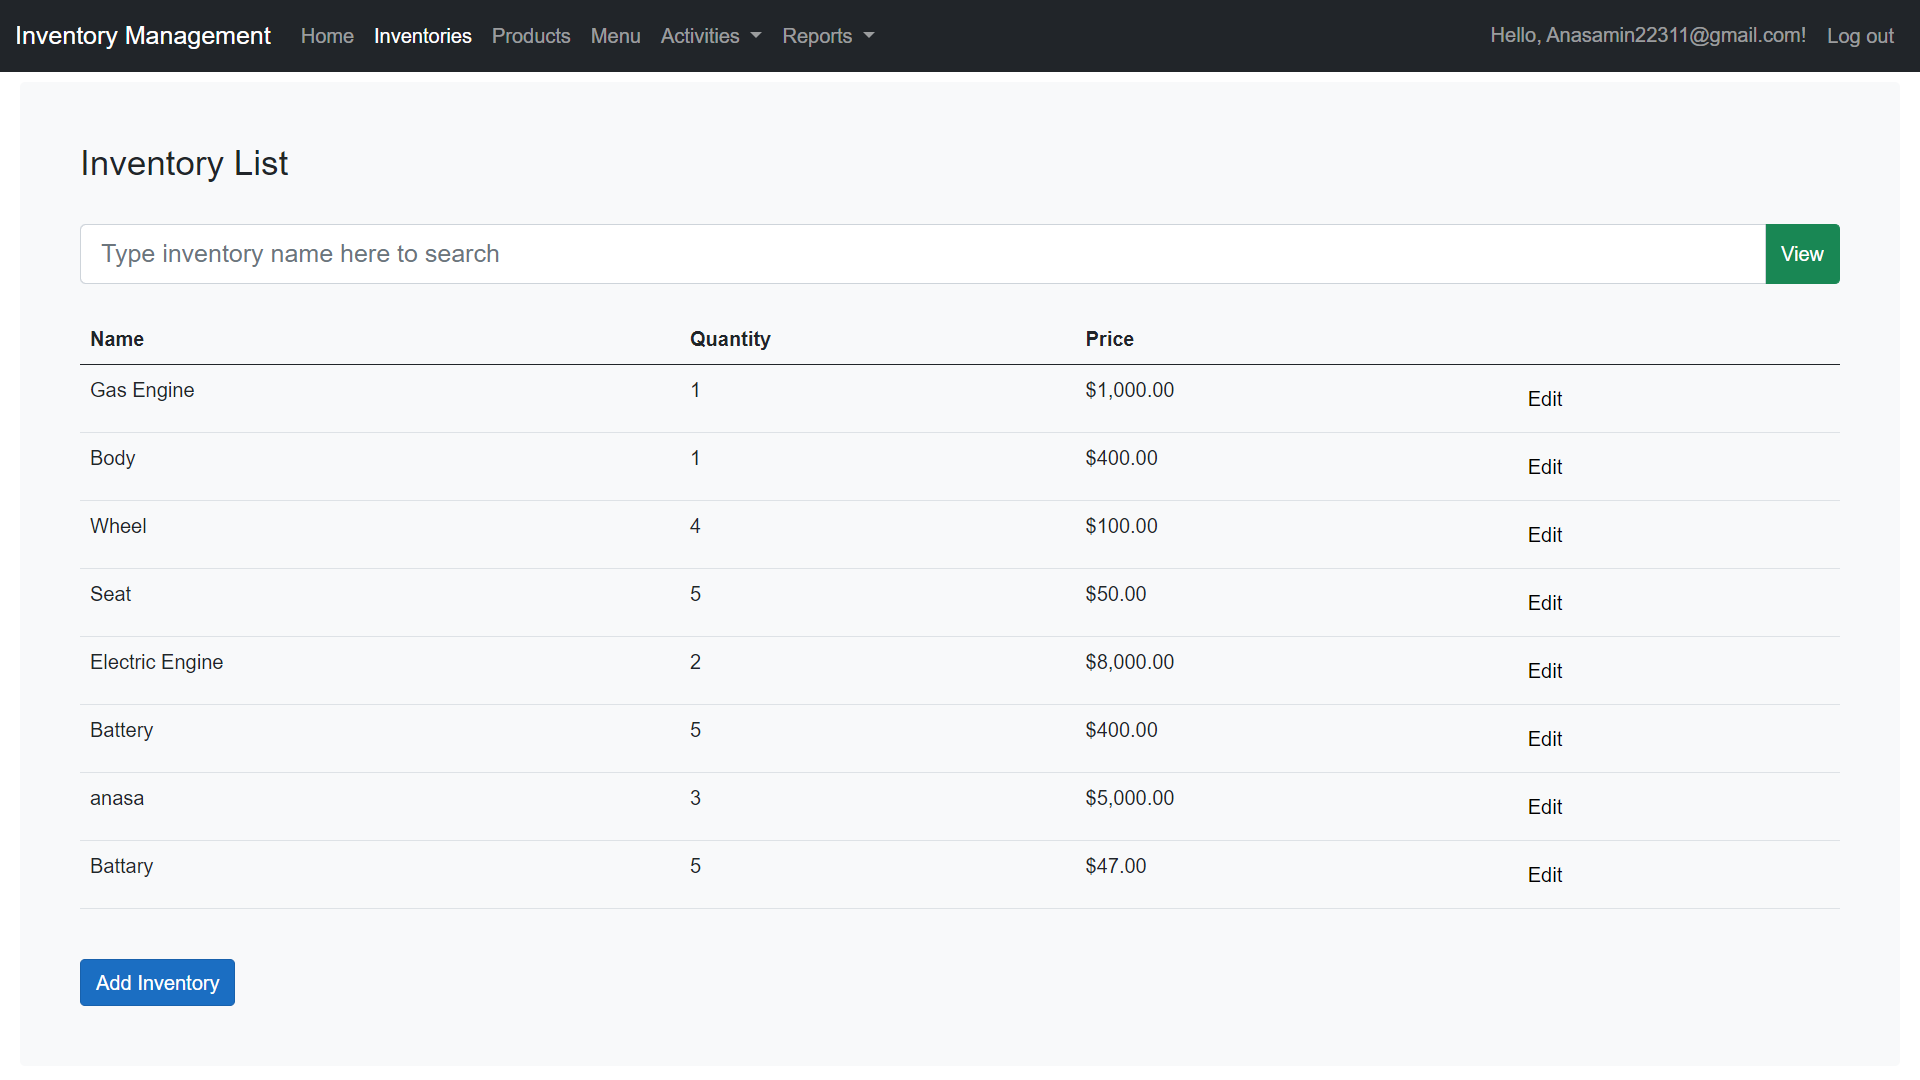 Inventory Management Home Inventories Products Menu Activities Reports Hello, Anasamin22311@gmail.com! Log out
Inventory List
Type inventory name here to search View
Name Quantity Price
Gas Engine 1 $1,000.00 Edit
Body 1 $400.00 Edit
Wheel 4 $100.00 Edit
Seat 5 $50.00 Edit
Electric Engine 2 $8,000.00 Edit
Battery 5 $400.00 Edit
anasa 3 $5,000.00 Edit
Battary 5 $47.00 Edit
Add Inventory